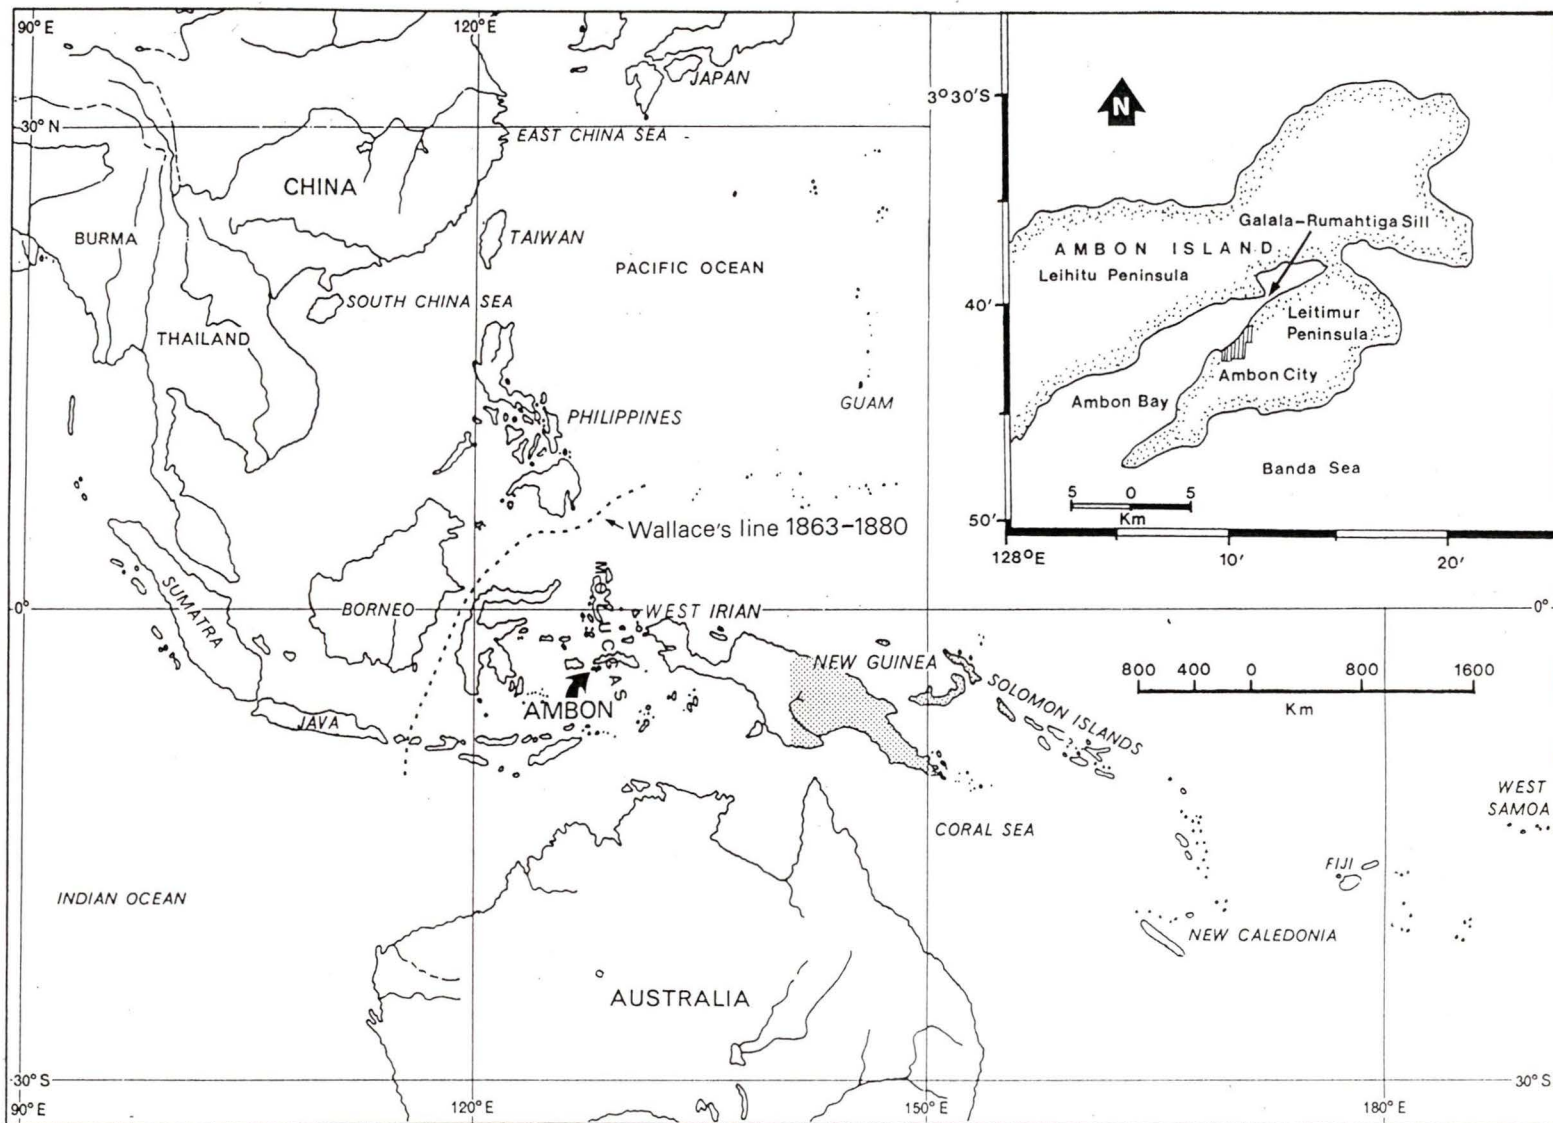 90° E
120° E
JAPAN
30° N
EAST CHINA SEA
CHINA
BURMA
TAIWAN
PACIFIC OCEAN
SOUTH CHINA SEA
THAILAND
GUAM
PHILIPPINES
Wallace's line 1863–1880
MOLUCCAS
SUMATRA
0°
BORNEO
WEST IRIAN
0°
NEW GUINEA
AMBON
JAVA
SOLOMON ISLANDS
800 400 0 800 1600
Km
WEST
SAMOA
CORAL SEA
FIJI
INDIAN OCEAN
NEW CALEDONIA
AUSTRALIA
30° S
30° S
90° E
120° E
150° E
180° E
3° 30'S
N
Galala–Rumahtiga Sill
AMBON ISLAND
Leihitu Peninsula
40'
Leitimur
Peninsula
Ambon City
Ambon Bay
Banda Sea
5 0 5
Km
50'
128° E
10'
20'